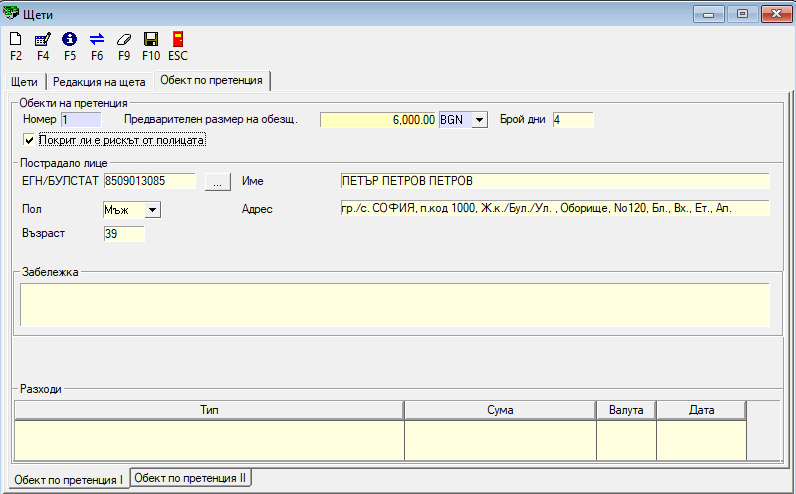 Щети
F2 F4 F5 F6 F9 F10 ESC
Щети Редакция на щета Обект по претенция
Обекти на претенция
Номер 1 Предварителен размер на обезщ. 6,000.00 BGN Брой дни 4
Покрит ли е рискът от полицата
Пострадало лице
ЕГН/БУЛСТАТ 8509013085 ... Име ПЕТЪР ПЕТРОВ ПЕТРОВ
Пол Мъж Адрес гр./с. СОФИЯ, п.код 1000, Ж.к./Бул./Ул. , Оборище, No120, Бл., Вх., Ет., Ап.
Възраст 39
Забележка
Разходи
Тип Сума Валута Дата
Обект по претенция I Обект по претенция II